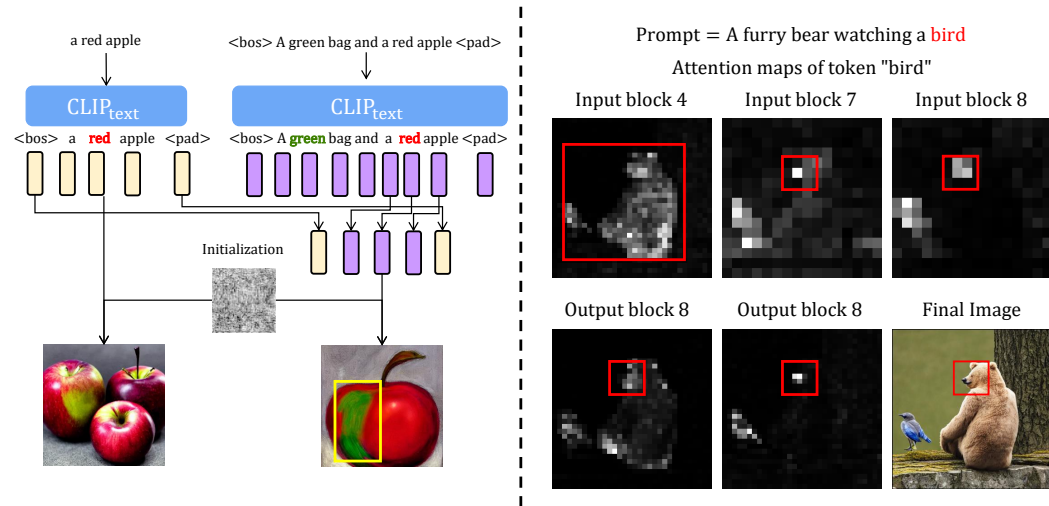 a red apple
CLIPtext
<bos> a red apple <pad>
<bos> A green bag and a red apple <pad>
CLIPtext
<bos> A green bag and a red apple <pad>
Initialization
Prompt = A furry bear watching a bird
Attention maps of token "bird"
Input block 4 Input block 7 Input block 8
Output block 8 Output block 8 Final Image